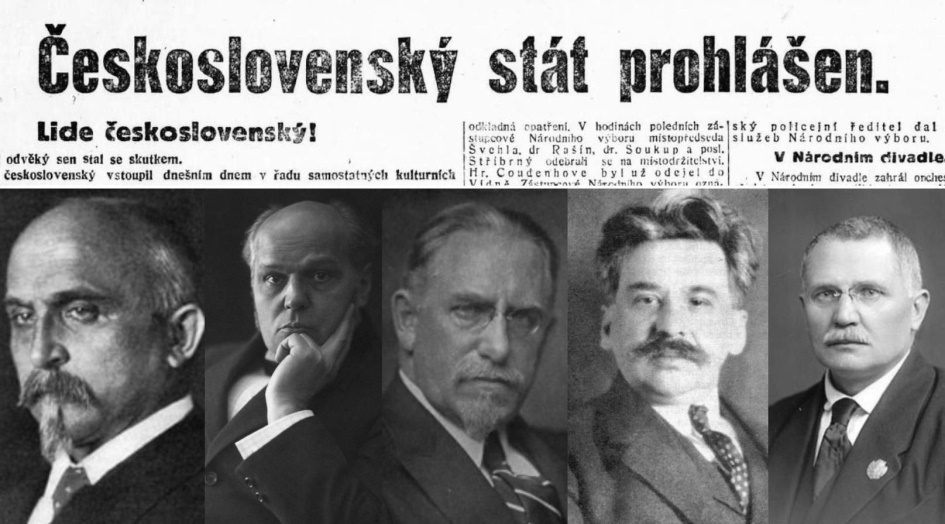 Československý stát prohlášen.
Lide československý!
odvěký sen stal se skutkem.
československý vstoupil dnešním dnem v řadu samostatných kulturních
odkladná opatření. V hodinách poledních zá-
stupcové Národního výboru místopředseda
Švehla, dr Rašín, dr. Soukup a posl.
Stříbrný odebrali se na místodržitelství.
Hr. Coudenhove byl už odejel do
Vídně. Zástupcové Národního výboru ozná-
ský policejní ředitel dal
služeb Národního výboru.
V Národním divadle
V Národním divadle zahrál orches